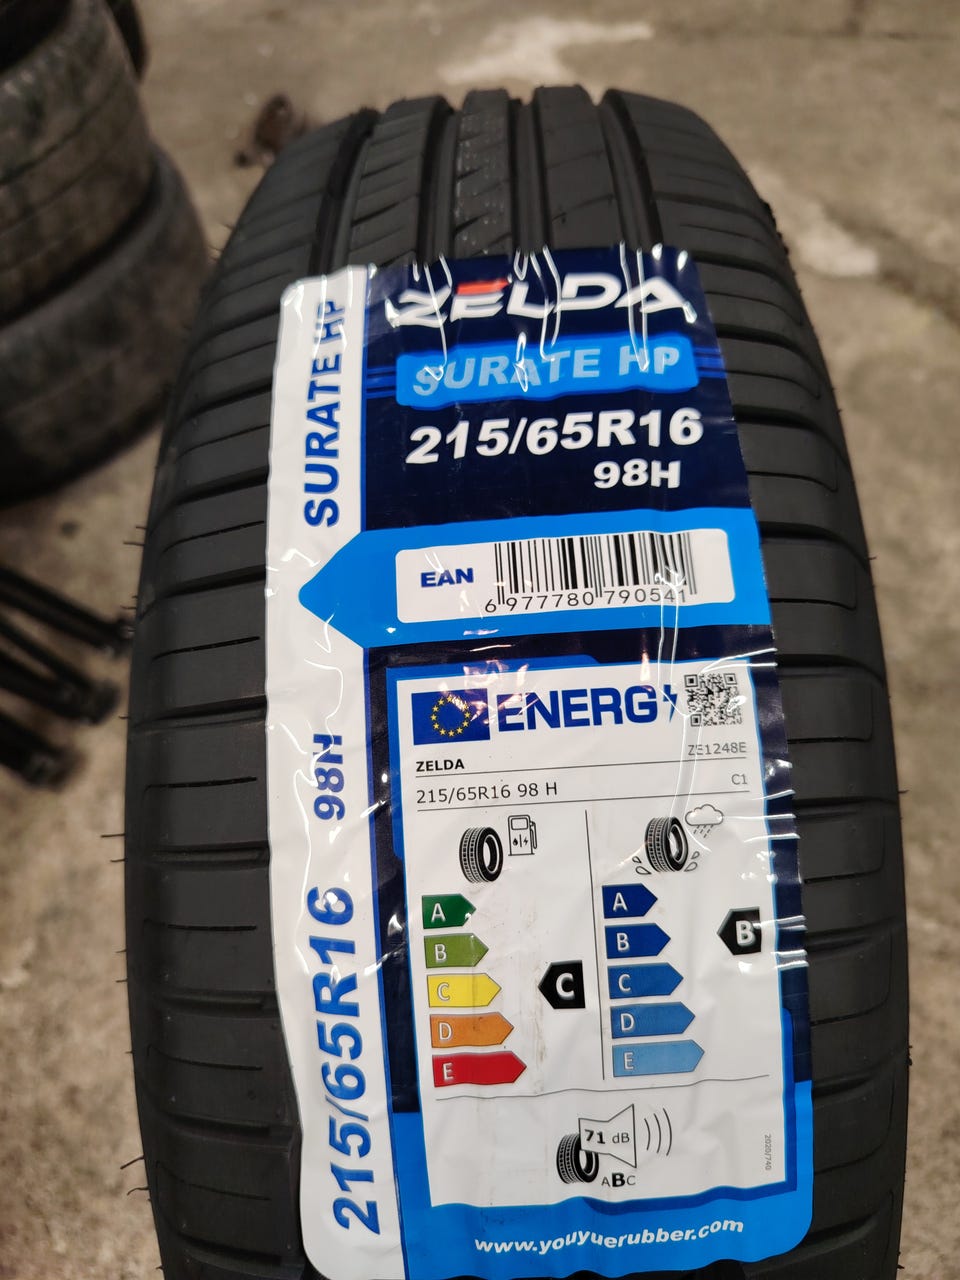 ZELDA
SURATE HP
215/65R16
98H
SURATE HP
215/65R16 98H
EAN
6 977780 790541
ENERG
ZELDA
ZE1248E
215/65R16 98 H
C1
A
B
C
D
E
C
A
B
C
D
E
B
71 dB
ABC
2020/740
www.youyuerubber.com